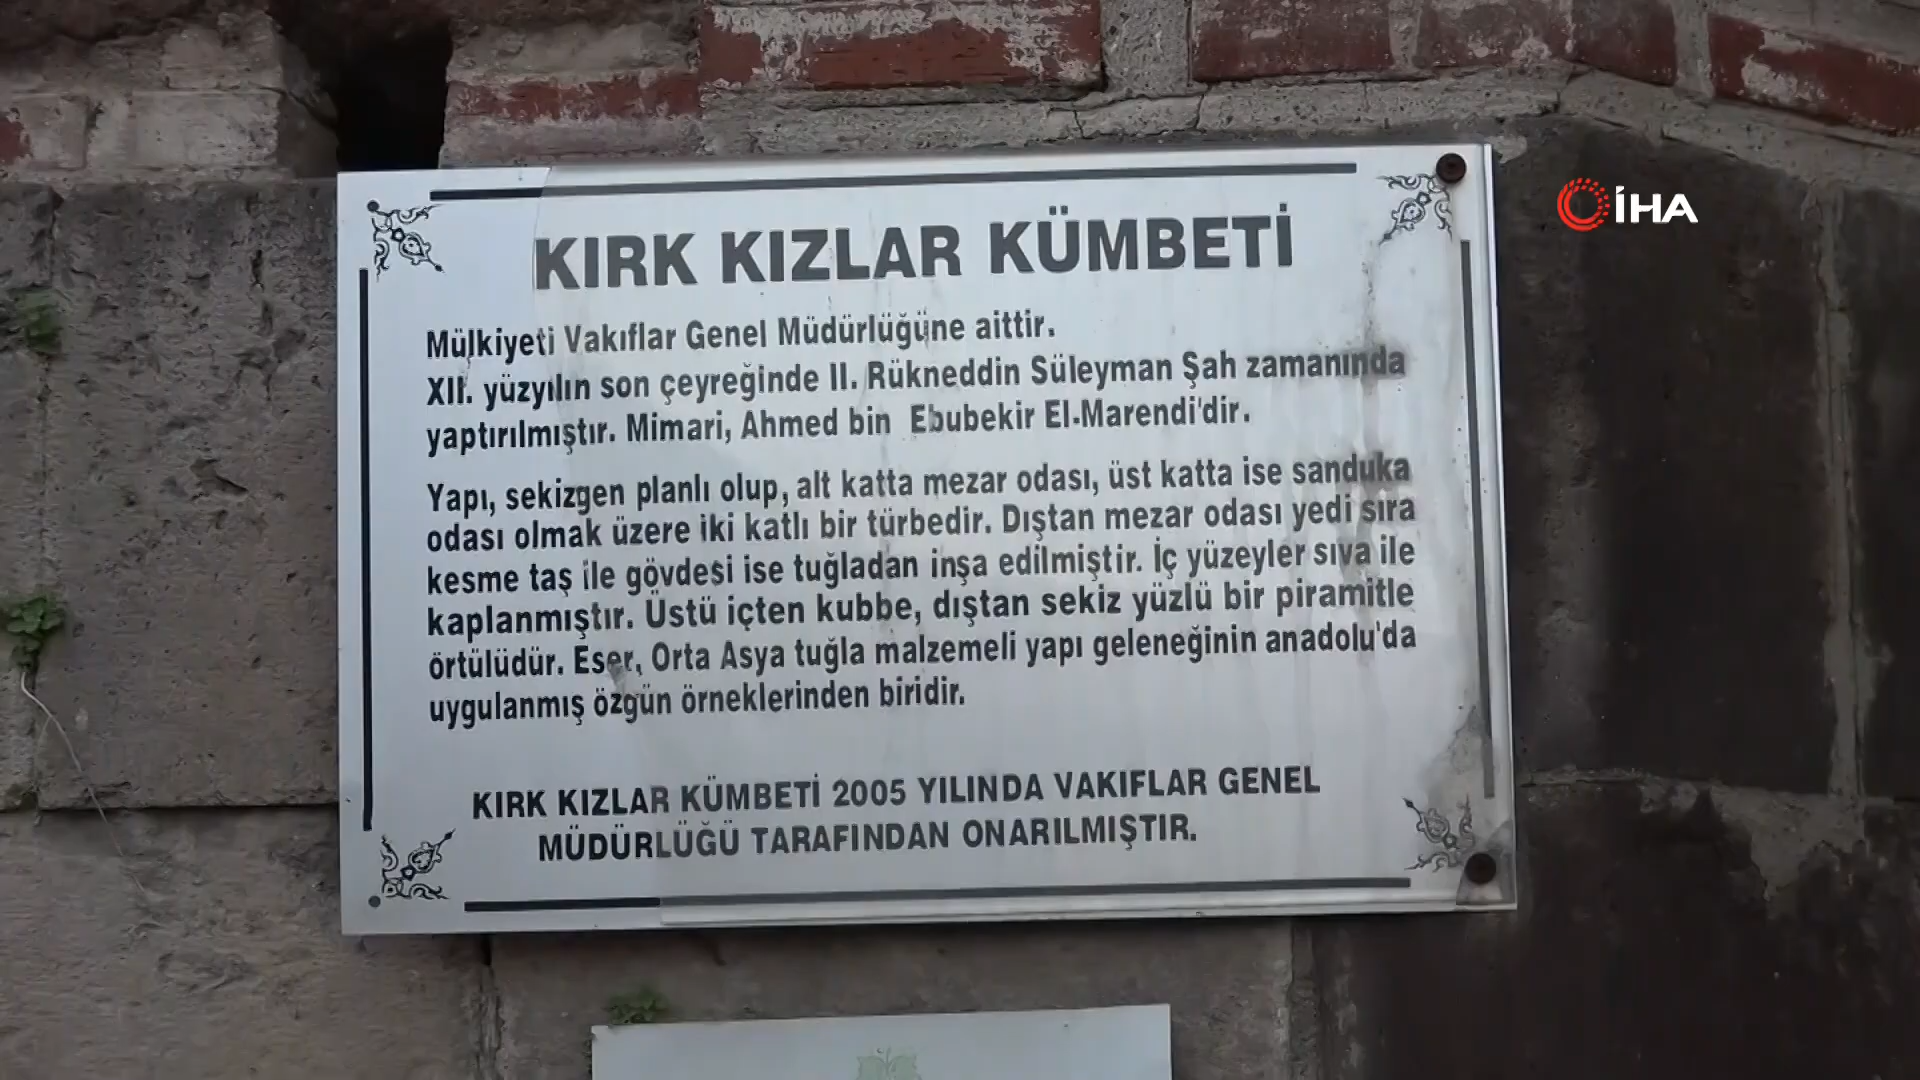 KIRK KIZLAR KÜMBETİ
Mülkiyeti Vakıflar Genel Müdürlüğüne aittir.
XII. yüzyılın son çeyreğinde II. Rükneddin Süleyman Şah zamanında
yaptırılmıştır. Mimari, Ahmed bin Ebubekir El-Marendi'dir.
Yapı, sekizgen planlı olup, alt katta mezar odası, üst katta ise sanduka
odası olmak üzere iki katlı bir türbedir. Dıştan mezar odası yedi sıra
kesme taş ile gövdesi ise tuğladan inşa edilmiştir. İç yüzeyler sıva ile
kaplanmıştır. Üstü içten kubbe, dıştan sekiz yüzlü bir piramitle
örtülüdür. Eser, Orta Asya tuğla malzemeli yapı geleneğinin anadolu'da
uygulanmış özgün örneklerinden biridir.
KIRK KIZLAR KÜMBETİ 2005 YILINDA VAKIFLAR GENEL
MÜDÜRLÜĞÜ TARAFINDAN ONARILMIŞTIR.
İHA